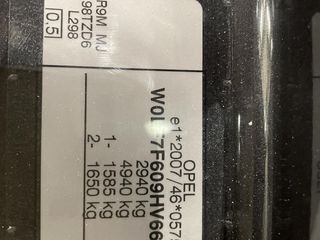 OPEL
e1*2007/46*057
W0L 7F609HV66
2940 kg
4940 kg
1- 1585 kg
2- 1650 kg
R9M MJ
98TZD6
L298
0,5